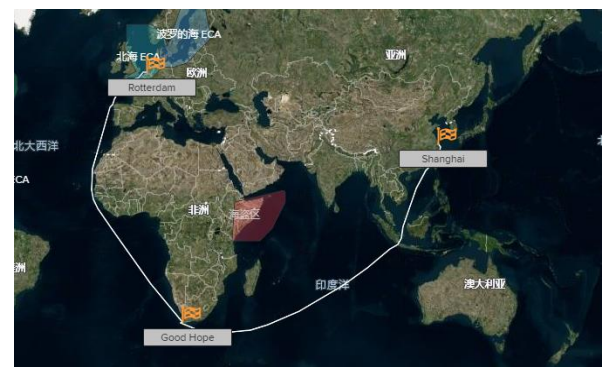 波罗的海 ECA
北海 ECA
欧洲
亚洲
Rotterdam
北大西洋
Shanghai
ECA
非洲
海盗区
洲
印度洋
澳大利亚
Good Hope